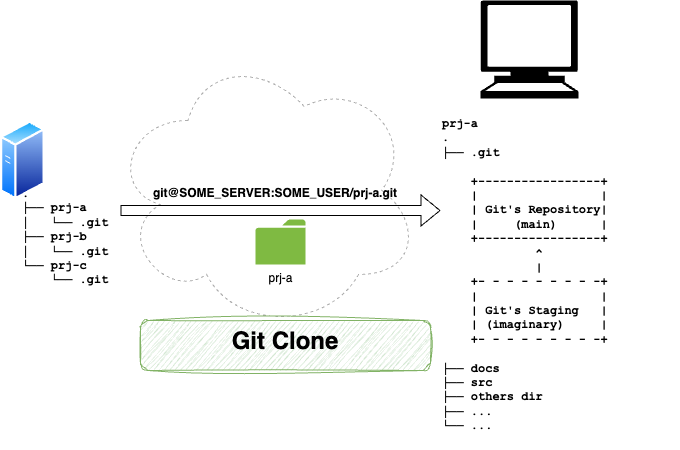 .
├── prj-a
│   └── .git
├── prj-b
│   └── .git
└── prj-c
    └── .git
git@SOME_SERVER:SOME_USER/prj-a.git
prj-a
Git Clone
prj-a
.
├── .git
+----------------+
|                |
| Git's Repository|
|     (main)     |
+----------------+
^
|
+- - - - - - - - -+
|                |
| Git's Staging  |
| (imaginary)    |
+- - - - - - - - -+
├── docs
├── src
├── others dir
├── ...
└── ...